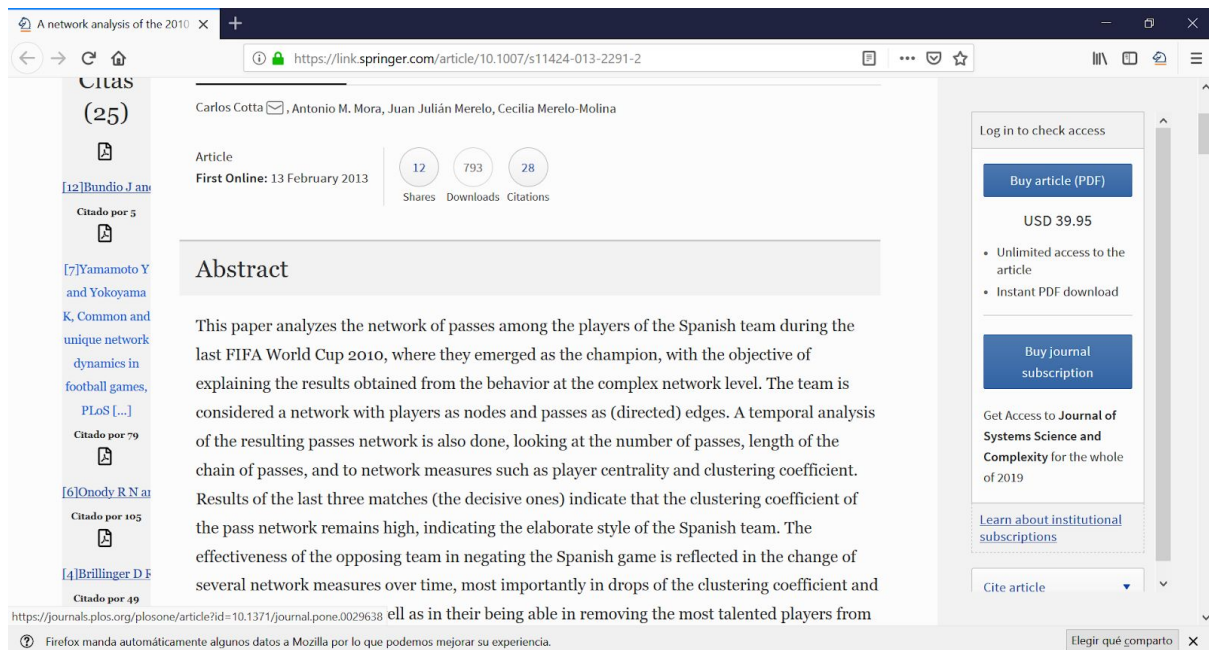 A network analysis of the 2010
https://link.springer.com/article/10.1007/s11424-013-2291-2
Citas
(25)
[12]Bundio J and
Citado por 5
[7]Yamamoto Y
and Yokoyama
K, Common and
unique network
dynamics in
football games,
PLoS [...]
Citado por 79
[6]Onody R N
Citado por 105
[4]Brillinger D R
Citado por 49
Carlos Cotta , Antonio M. Mora, Juan Julián Merelo, Cecilia Merelo-Molina
Article
First Online: 13 February 2013
12
Shares
793
Downloads
28
Citations
Abstract
This paper analyzes the network of passes among the players of the Spanish team during the
last FIFA World Cup 2010, where they emerged as the champion, with the objective of
explaining the results obtained from the behavior at the complex network level. The team is
considered a network with players as nodes and passes as (directed) edges. A temporal analysis
of the resulting passes network is also done, looking at the number of passes, length of the
chain of passes, and to network measures such as player centrality and clustering coefficient.
Results of the last three matches (the decisive ones) indicate that the clustering coefficient of
the pass network remains high, indicating the elaborate style of the Spanish team. The
effectiveness of the opposing team in negating the Spanish game is reflected in the change of
several network measures over time, most importantly in drops of the clustering coefficient and
ell as in their being able in removing the most talented players from
Log in to check access
Buy article (PDF)
USD 39.95
Unlimited access to the
article
Instant PDF download
Buy journal
subscription
Get Access to Journal of
Systems Science and
Complexity for the whole
of 2019
Learn about institutional
subscriptions
Cite article
https://journals.plos.org/plosone/article?id=10.1371/journal.pone.0029638
Firefox manda automáticamente algunos datos a Mozilla por lo que podemos mejorar su experiencia.
Elegir qué comparto